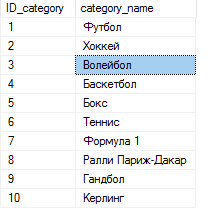 ID_category category_name
1 Футбол
2 Хоккей
3 Волейбол
4 Баскетбол
5 Бокс
6 Теннис
7 Формула 1
8 Ралли Париж-Дакар
9 Гандбол
10 Керлинг